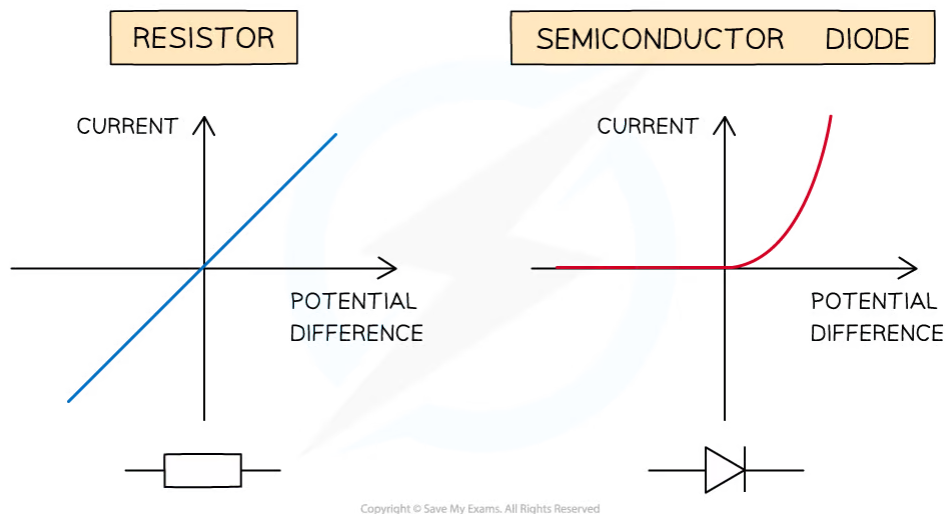 RESISTOR
SEMICONDUCTOR DIODE
CURRENT
POTENTIAL
DIFFERENCE
CURRENT
POTENTIAL
DIFFERENCE
Copyright © Save My Exams. All Rights Reserved